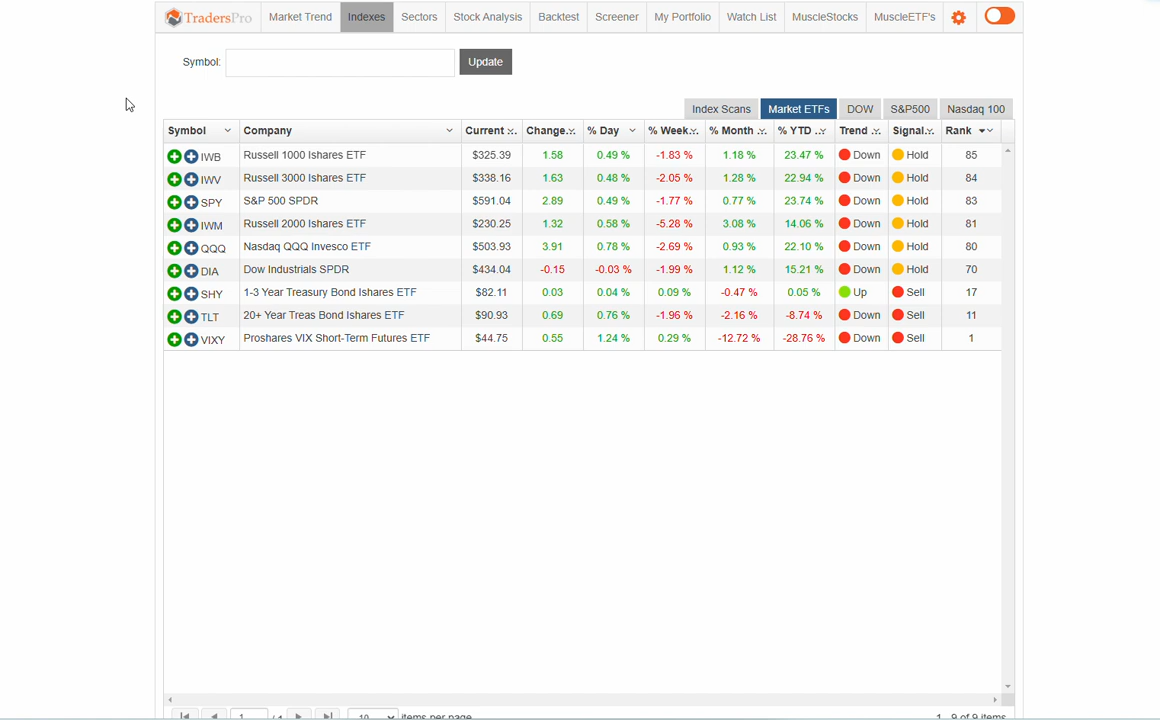 TradersPro Market Trend Indexes Sectors Stock Analysis Backtest Screener My Portfolio Watch List MuscleStocks MuscleETF's
Symbol: Update
Index Scans Market ETFs DOW S&P500 Nasdaq 100
Symbol Company Current Change % Day % Week % Month % YTD Trend Signal Rank
IWB Russell 1000 Ishares ETF $325.39 1.58 0.49 % -1.83 % 1.18 % 23.47 % Down Hold 85
IWV Russell 3000 Ishares ETF $338.16 1.63 0.48 % -2.05 % 1.28 % 22.94 % Down Hold 84
SPY S&P 500 SPDR $591.04 2.89 0.49 % -1.77 % 0.77 % 23.74 % Down Hold 83
IWM Russell 2000 Ishares ETF $230.25 1.32 0.58 % -5.28 % 3.08 % 14.06 % Down Hold 81
QQQ Nasdaq QQQ Invesco ETF $503.93 3.91 0.78 % -2.69 % 0.93 % 22.10 % Down Hold 80
DIA Dow Industrials SPDR $434.04 -0.15 -0.03 % -1.99 % 1.12 % 15.21 % Down Hold 70
SHY 1-3 Year Treasury Bond Ishares ETF $82.11 0.03 0.04 % 0.09 % -0.47 % 0.05 % Up Sell 17
TLT 20+ Year Treas Bond Ishares ETF $90.93 0.69 0.76 % -1.96 % -2.16 % -8.74 % Down Sell 11
VIXY Proshares VIX Short-Term Futures ETF $44.75 0.55 1.24 % 0.29 % -12.72 % -28.76 % Down Sell 1
1 / 1 10 items per page 1 - 9 of 9 items